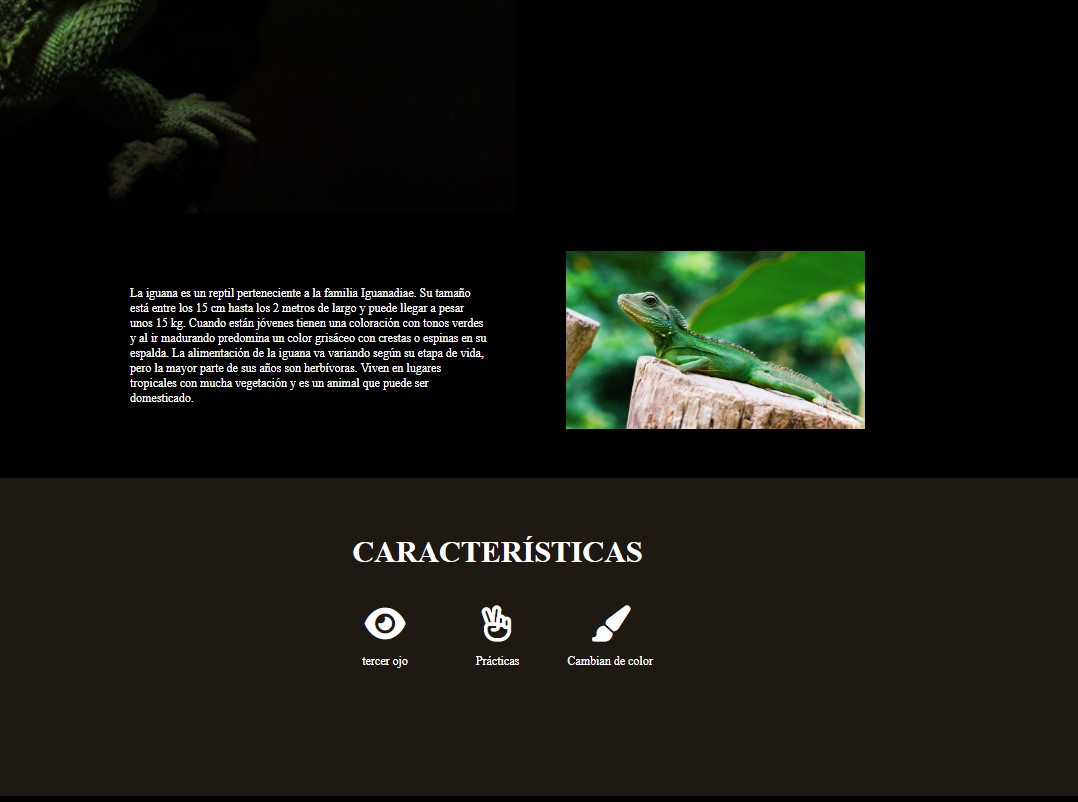 La iguana es un reptil perteneciente a la familia Iguanadiae. Su tamaño
está entre los 15 cm hasta los 2 metros de largo y puede llegar a pesar
unos 15 kg. Cuando están jóvenes tienen una coloración con tonos verdes
y al ir madurando predomina un color grisáceo con crestas o espinas en su
espalda. La alimentación de la iguana va variando según su etapa de vida,
pero la mayor parte de sus años son herbívoras. Viven en lugares
tropicales con mucha vegetación y es un animal que puede ser
domesticado.
CARACTERÍSTICAS
tercer ojo
Prácticas
Cambian de color